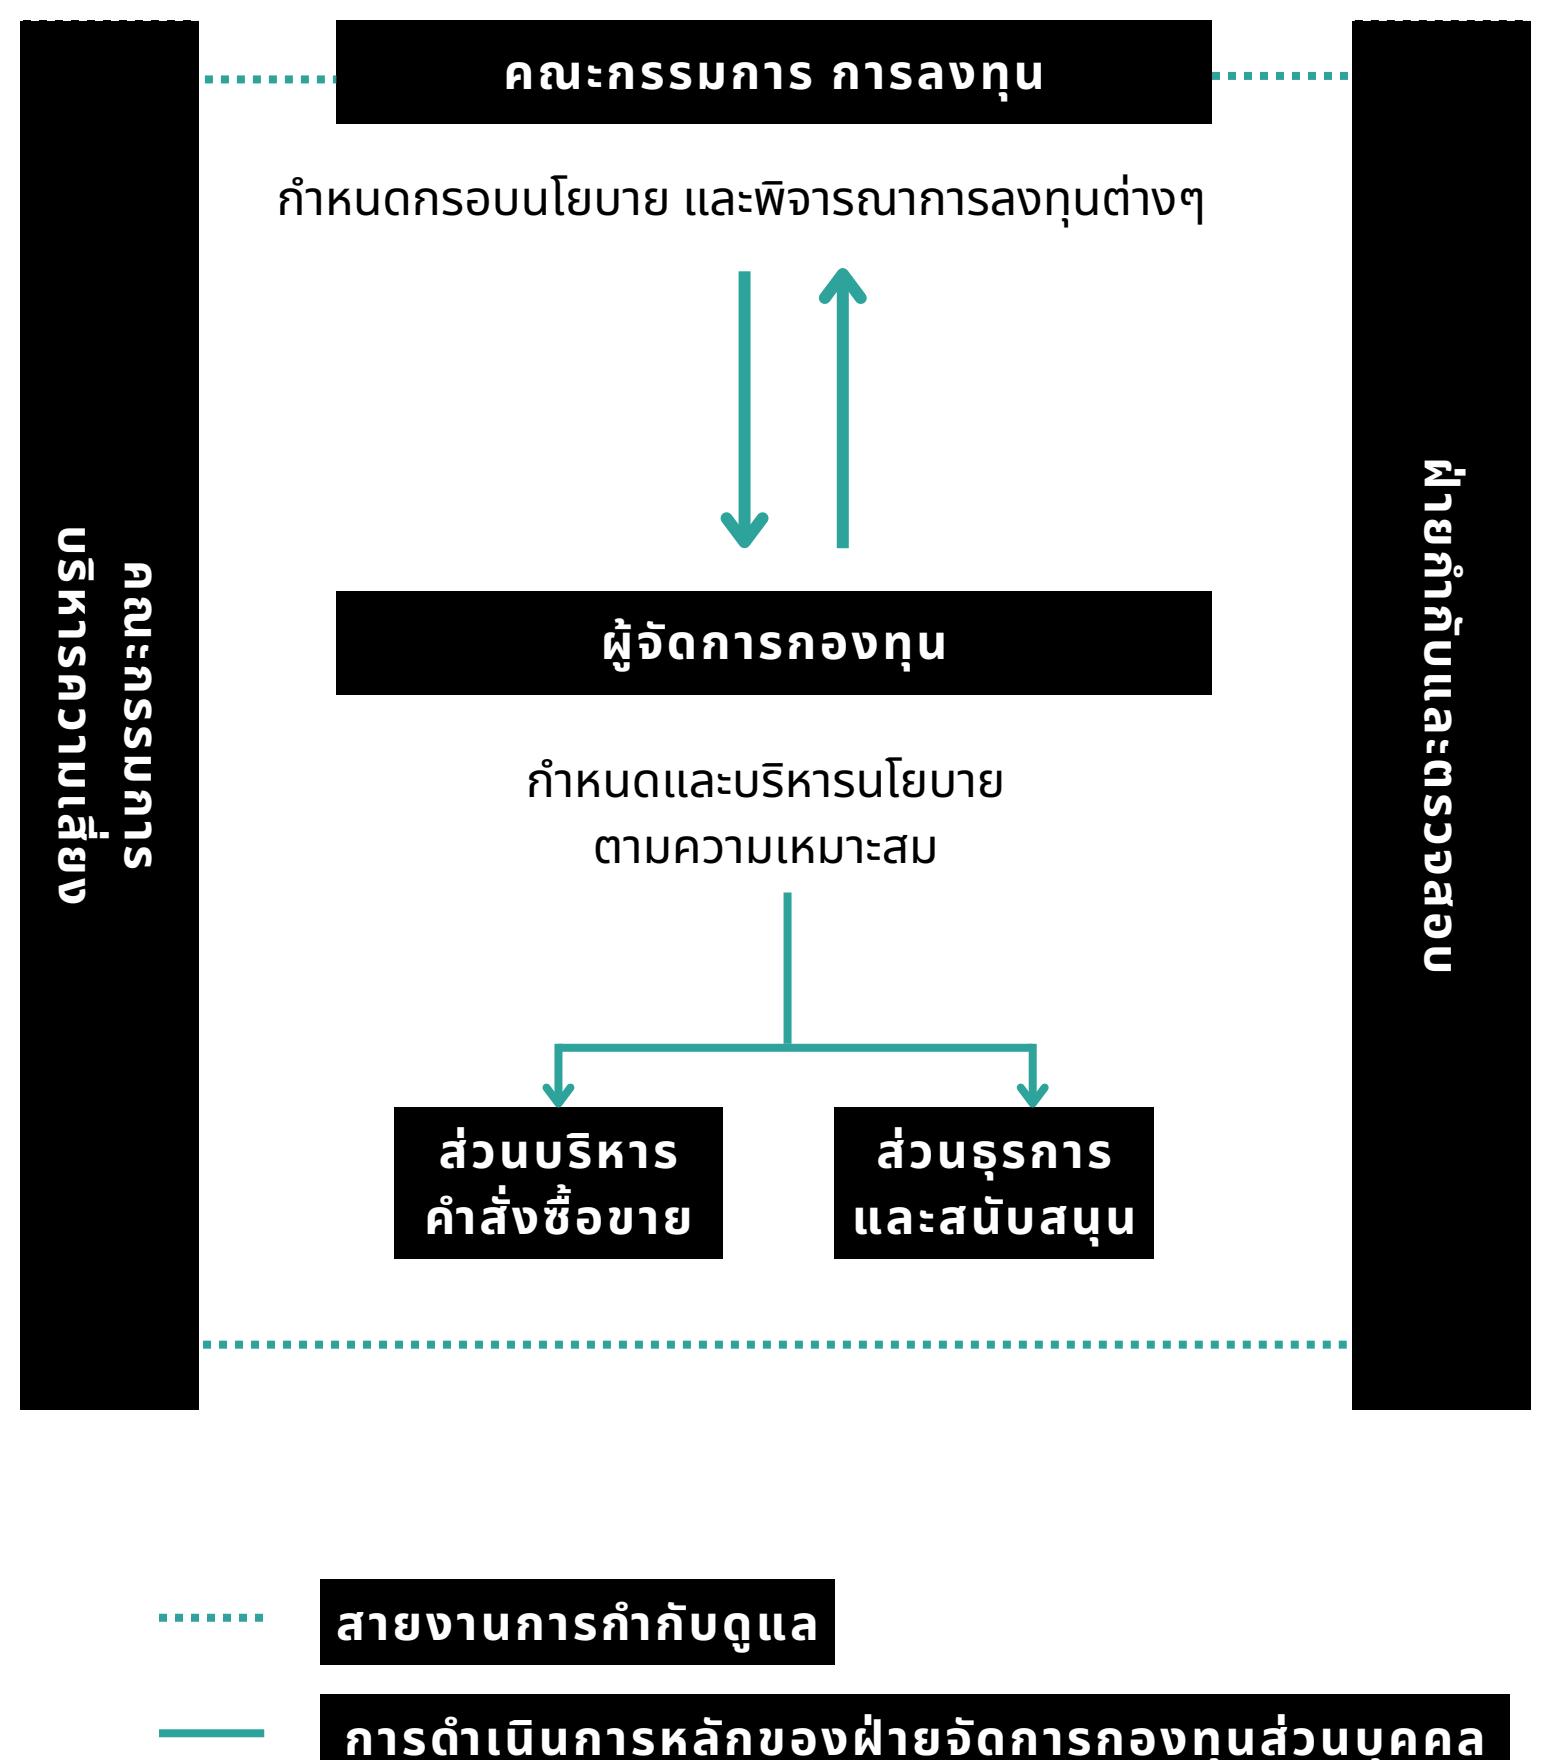 คณะกรรมการ การลงทุน
กำหนดกรอบนโยบาย และพิจารณาการลงทุนต่างๆ
คณะกรรมการ
บริหารความเสี่ยง
ฝ่ายกำกับและตรวจสอบ
ผู้จัดการกองทุน
กำหนดและบริหารนโยบาย
ตามความเหมาะสม
ส่วนบริหาร
คำสั่งซื้อขาย
ส่วนธุรการ
และสนับสนุน
สายงานการกำกับดูแล
การดำเนินการหลักของฝ่ายจัดการกองทุนส่วนบุคคล